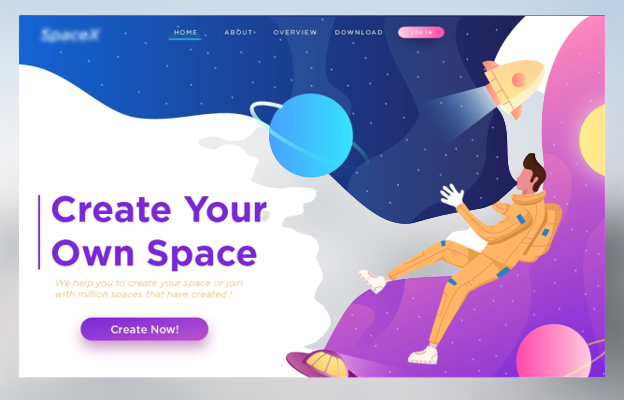 SpaceX
HOME ABOUT OVERVIEW DOWNLOAD LOG IN
Create Your
Own Space
We help you to create your space or join
with million spaces that have created !
Create Now!